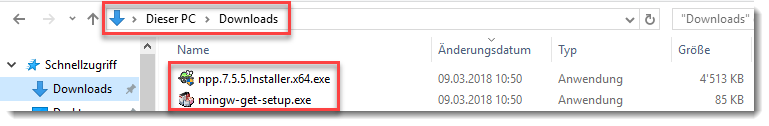 Dieser PC > Downloads
"Downloads"
Name Änderungsdatum Typ Größe
Schnellzugriff
Downloads
npp.7.5.5.Installer.x64.exe 09.03.2018 10:50 Anwendung 4'513 KB
mingw-get-setup.exe 09.03.2018 10:50 Anwendung 85 KB